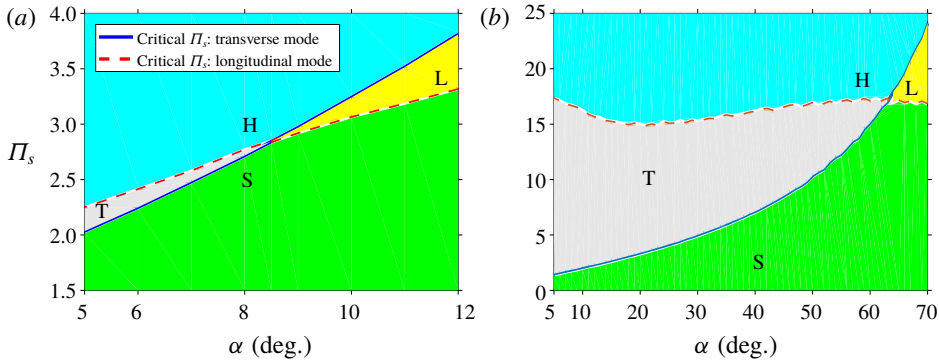 (a)
4.0
3.5
3.0
2.5
2.0
1.5
Π_s
Critical Π_s: transverse mode
Critical Π_s: longitudinal mode
H
L
T
S
5 6 8 10 12
α (deg.)
(b)
25
20
15
10
5
0
H
L
T
S
5 10 20 30 40 50 60 70
α (deg.)